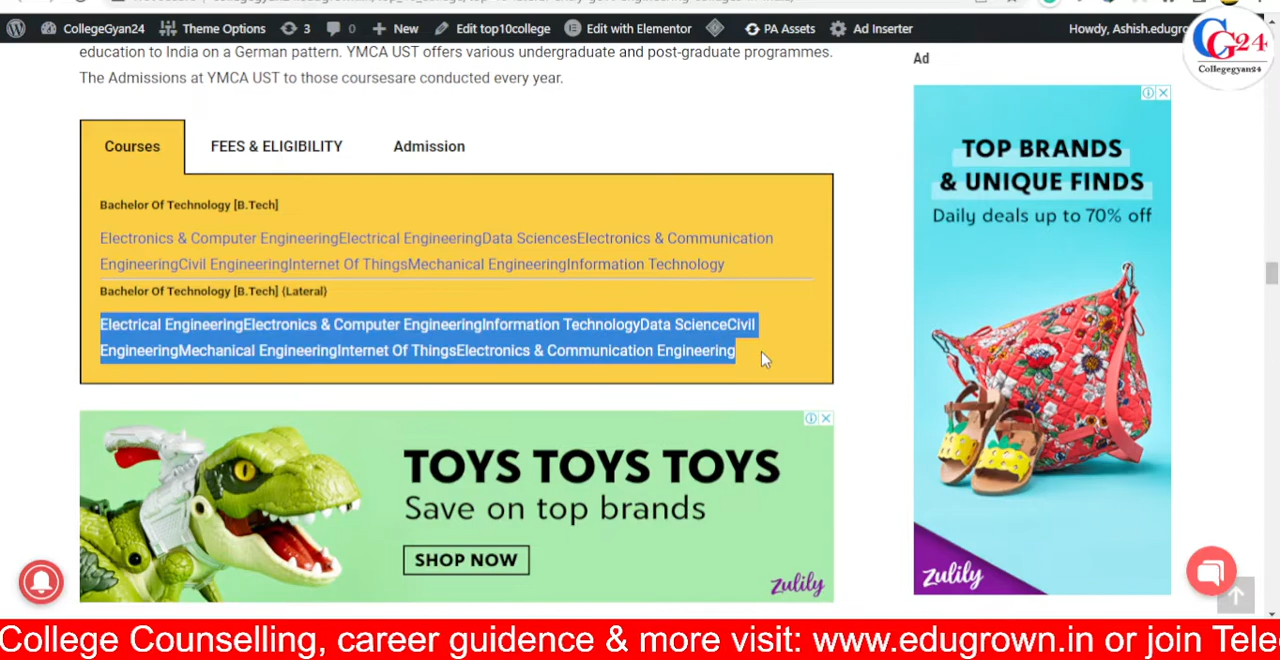 CollegeGyan24 Theme Options 3 0 New Edit top10college Edit with Elementor PA Assets Ad Inserter Howdy, Ashish.edugro
CG24
Collegegyan24
education to India on a German pattern. YMCA UST offers various undergraduate and post-graduate programmes.
The Admissions at YMCA UST to those coursesare conducted every year.
Ad
Courses FEES & ELIGIBILITY Admission
Bachelor Of Technology [B.Tech]
Electronics & Computer EngineeringElectrical EngineeringData SciencesElectronics & Communication
EngineeringCivil EngineeringInternet Of ThingsMechanical EngineeringInformation Technology
Bachelor Of Technology [B.Tech] {Lateral}
Electrical EngineeringElectronics & Computer EngineeringInformation TechnologyData ScienceCivil
EngineeringMechanical EngineeringInternet Of ThingsElectronics & Communication Engineering
TOP BRANDS
& UNIQUE FINDS
Daily deals up to 70% off
zulily
TOYS TOYS TOYS
Save on top brands
SHOP NOW
zulily
College Counselling, career guidance & more visit: www.edugrown.in or join Tele